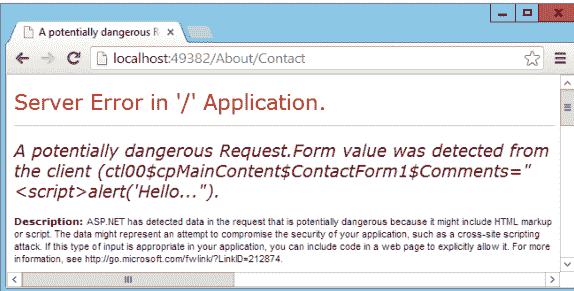 A potentially dangerous R
localhost:49382/About/Contact
Server Error in '/' Application.
A potentially dangerous Request.Form value was detected from
the client (ctl00$cpMainContent$ContactForm1$Comments="
<script>alert('Hello...").
Description: ASP.NET has detected data in the request that is potentially dangerous because it might include HTML markup
or script. The data might represent an attempt to compromise the security of your application, such as a cross-site scripting
attack. If this type of input is appropriate in your application, you can include code in a web page to explicitly allow it. For more
information, see http://go.microsoft.com/fwlink/?LinkID=212874.